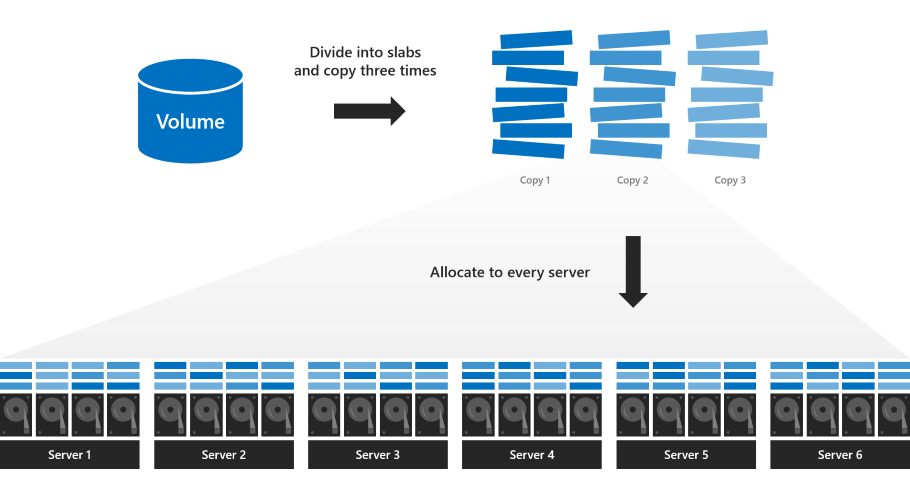 Divide into slabs
and copy three times
Volume
Copy 1
Copy 2
Copy 3
Allocate to every server
Server 1
Server 2
Server 3
Server 4
Server 5
Server 6